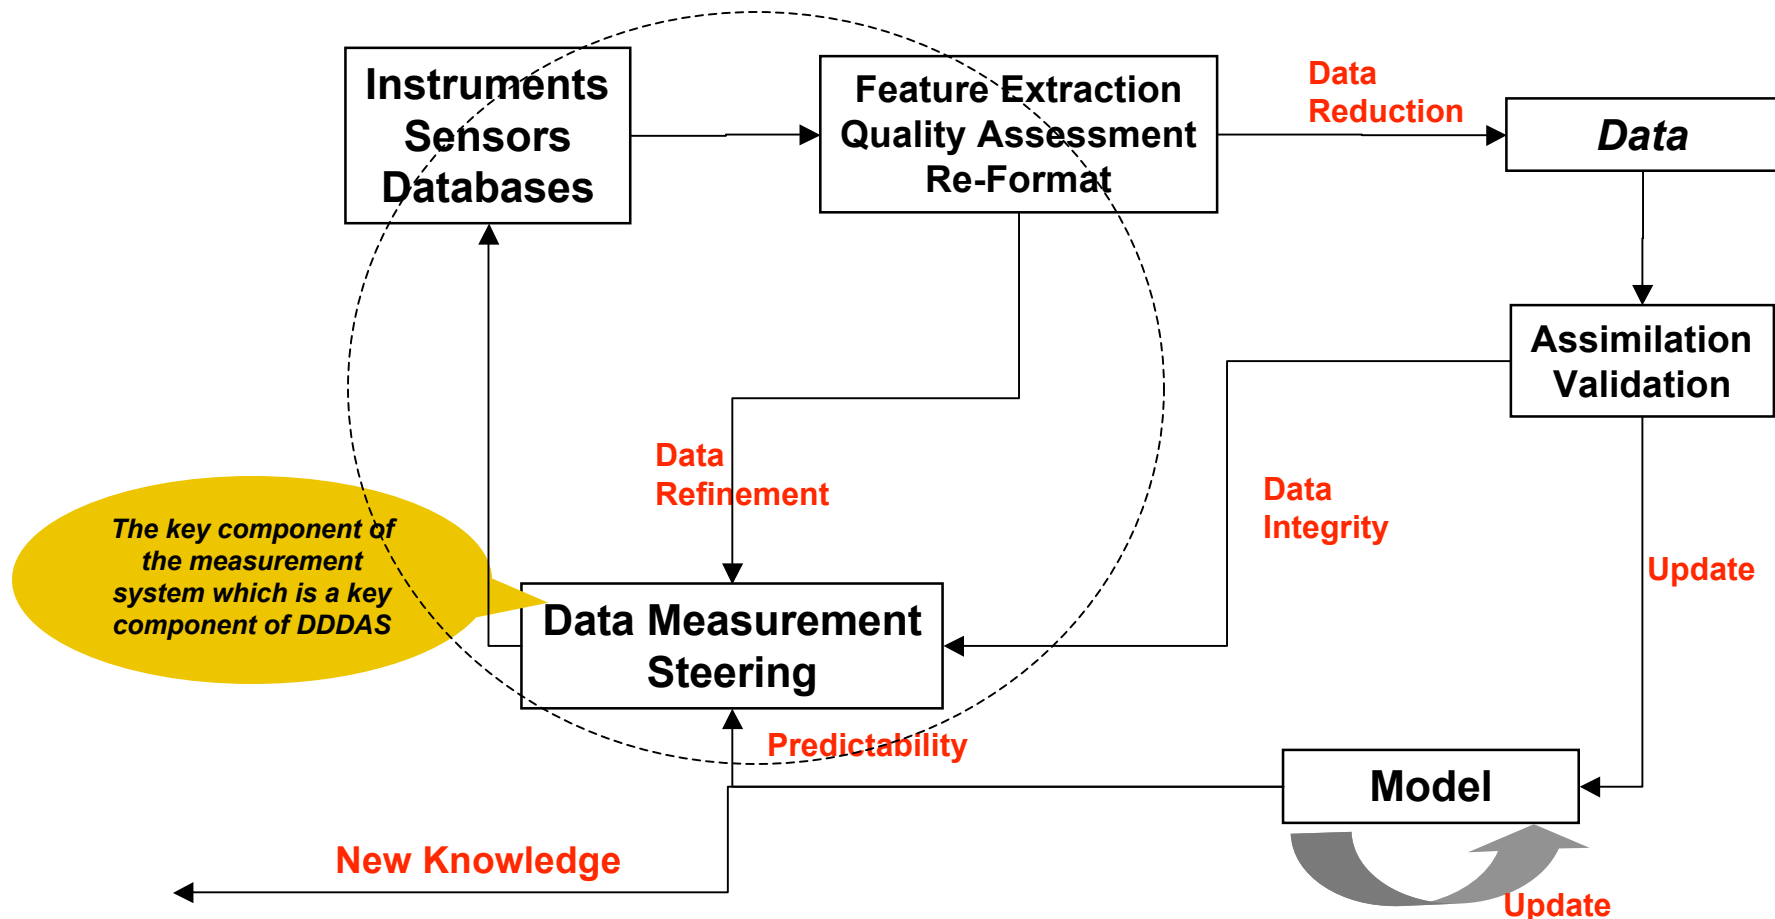 Instruments
Sensors
Databases
Feature Extraction
Quality Assessment
Re-Format
Data
Reduction
Data
Assimilation
Validation
Data
Refinement
Data
Integrity
The key component of
the measurement
system which is a key
component of DDDAS
Update
Data Measurement
Steering
Predictability
Model
New Knowledge
Update